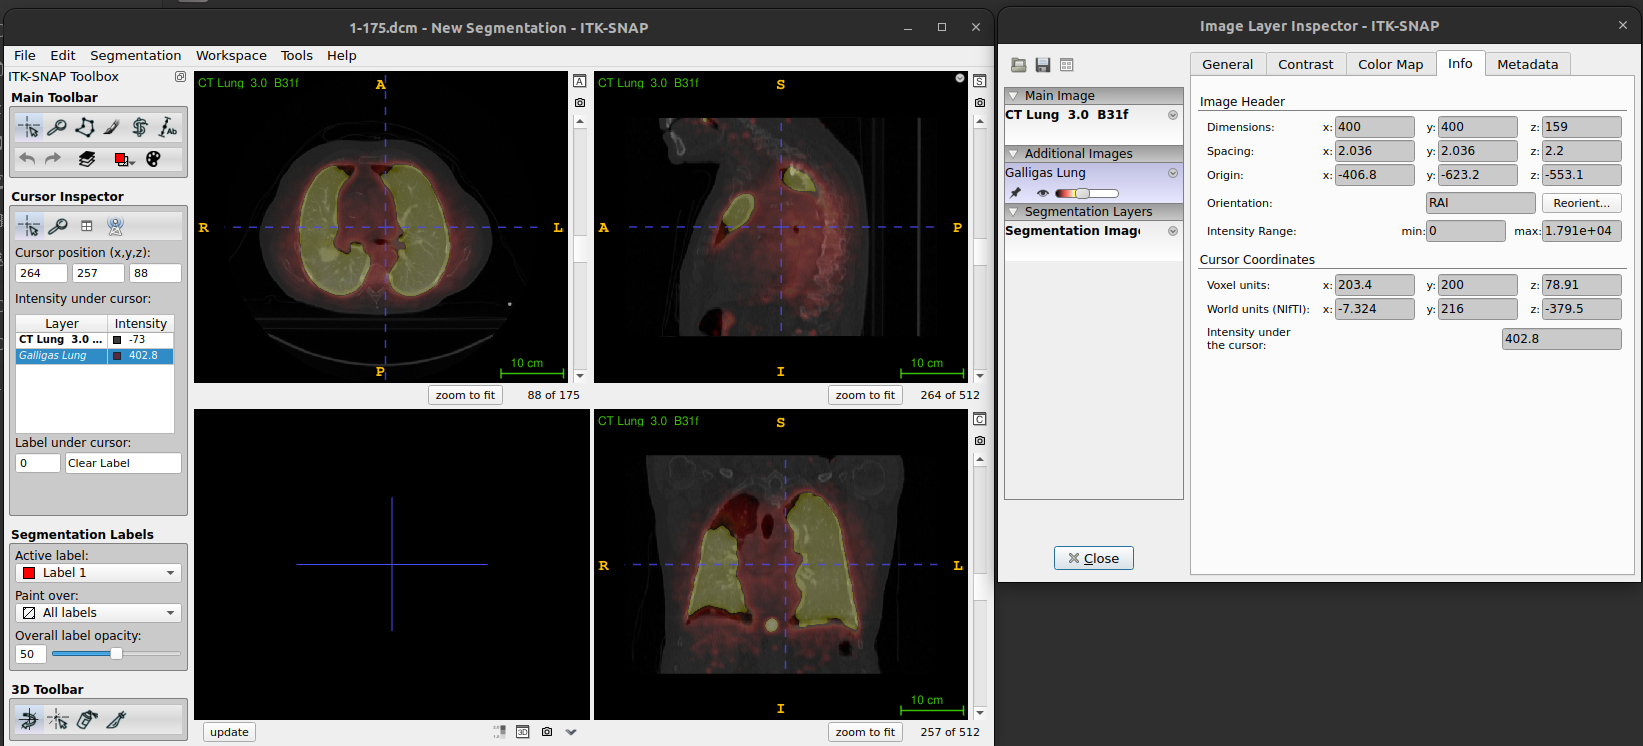 1-175.dcm - New Segmentation - ITK-SNAP
File Edit Segmentation Workspace Tools Help
ITK-SNAP Toolbox
Main Toolbar
Ab
Cursor Inspector
Cursor position (x,y,z):
264 257 88
Intensity under cursor:
Layer Intensity
CT Lung 3.0 ... -73
Galligas Lung 402.8
Label under cursor:
0 Clear Label
Segmentation Labels
Active label:
Label 1
Paint over:
All labels
Overall label opacity:
50
3D Toolbar
CT Lung 3.0 B31f
A
R
L
P
10 cm
A
zoom to fit 88 of 175
CT Lung 3.0 B31f
S
A
P
I
10 cm
S
zoom to fit 264 of 512
update
3D
CT Lung 3.0 B31f
S
R
L
I
10 cm
C
zoom to fit 257 of 512
Image Layer Inspector - ITK-SNAP
Main Image
CT Lung 3.0 B31f
Additional Images
Galligas Lung
Segmentation Layers
Segmentation Image
Close
General Contrast Color Map Info Metadata
Image Header
Dimensions: x: 400 y: 400 z: 159
Spacing: x: 2.036 y: 2.036 z: 2.2
Origin: x: -406.8 y: -623.2 z: -553.1
Orientation: RAI Reorient...
Intensity Range: min: 0 max: 1.791e+04
Cursor Coordinates
Voxel units: x: 203.4 y: 200 z: 78.91
World units (NIfTI): x: -7.324 y: 216 z: -379.5
Intensity under
the cursor: 402.8